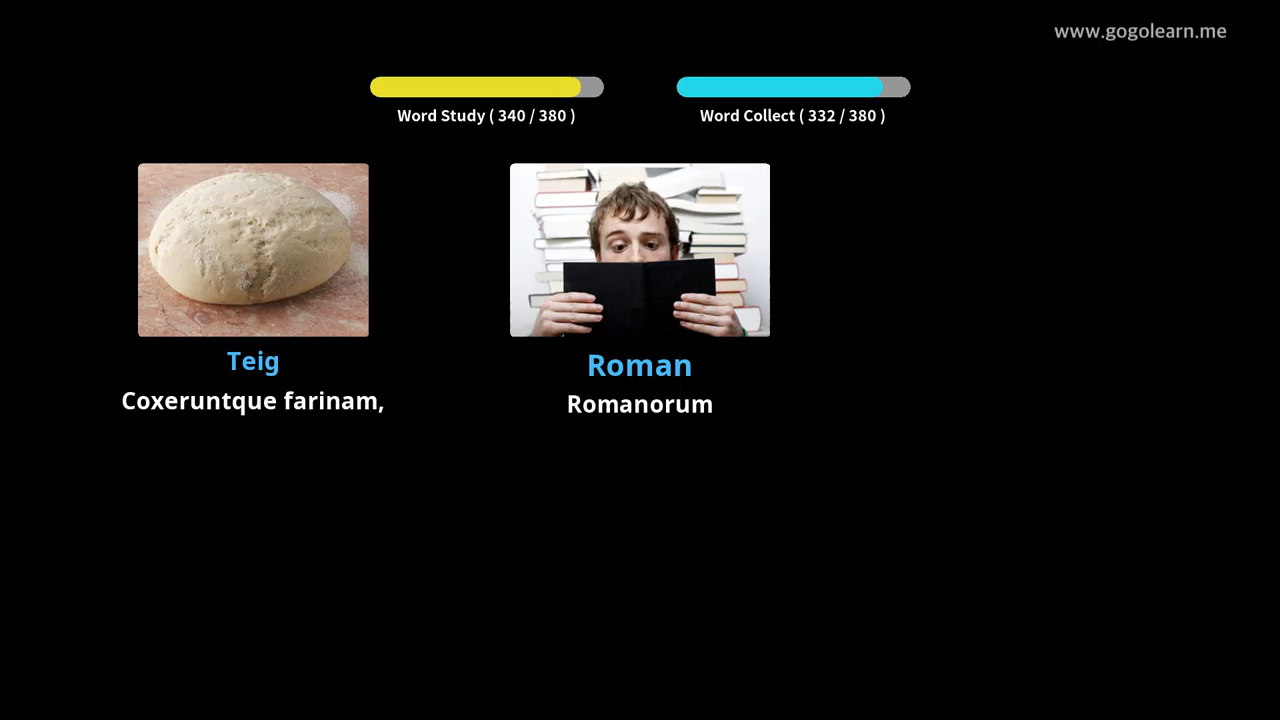 www.gogolearn.me
Word Study ( 340 / 380 )
Word Collect ( 332 / 380 )
Teig
Coxeruntque farinam,
Roman
Romanorum